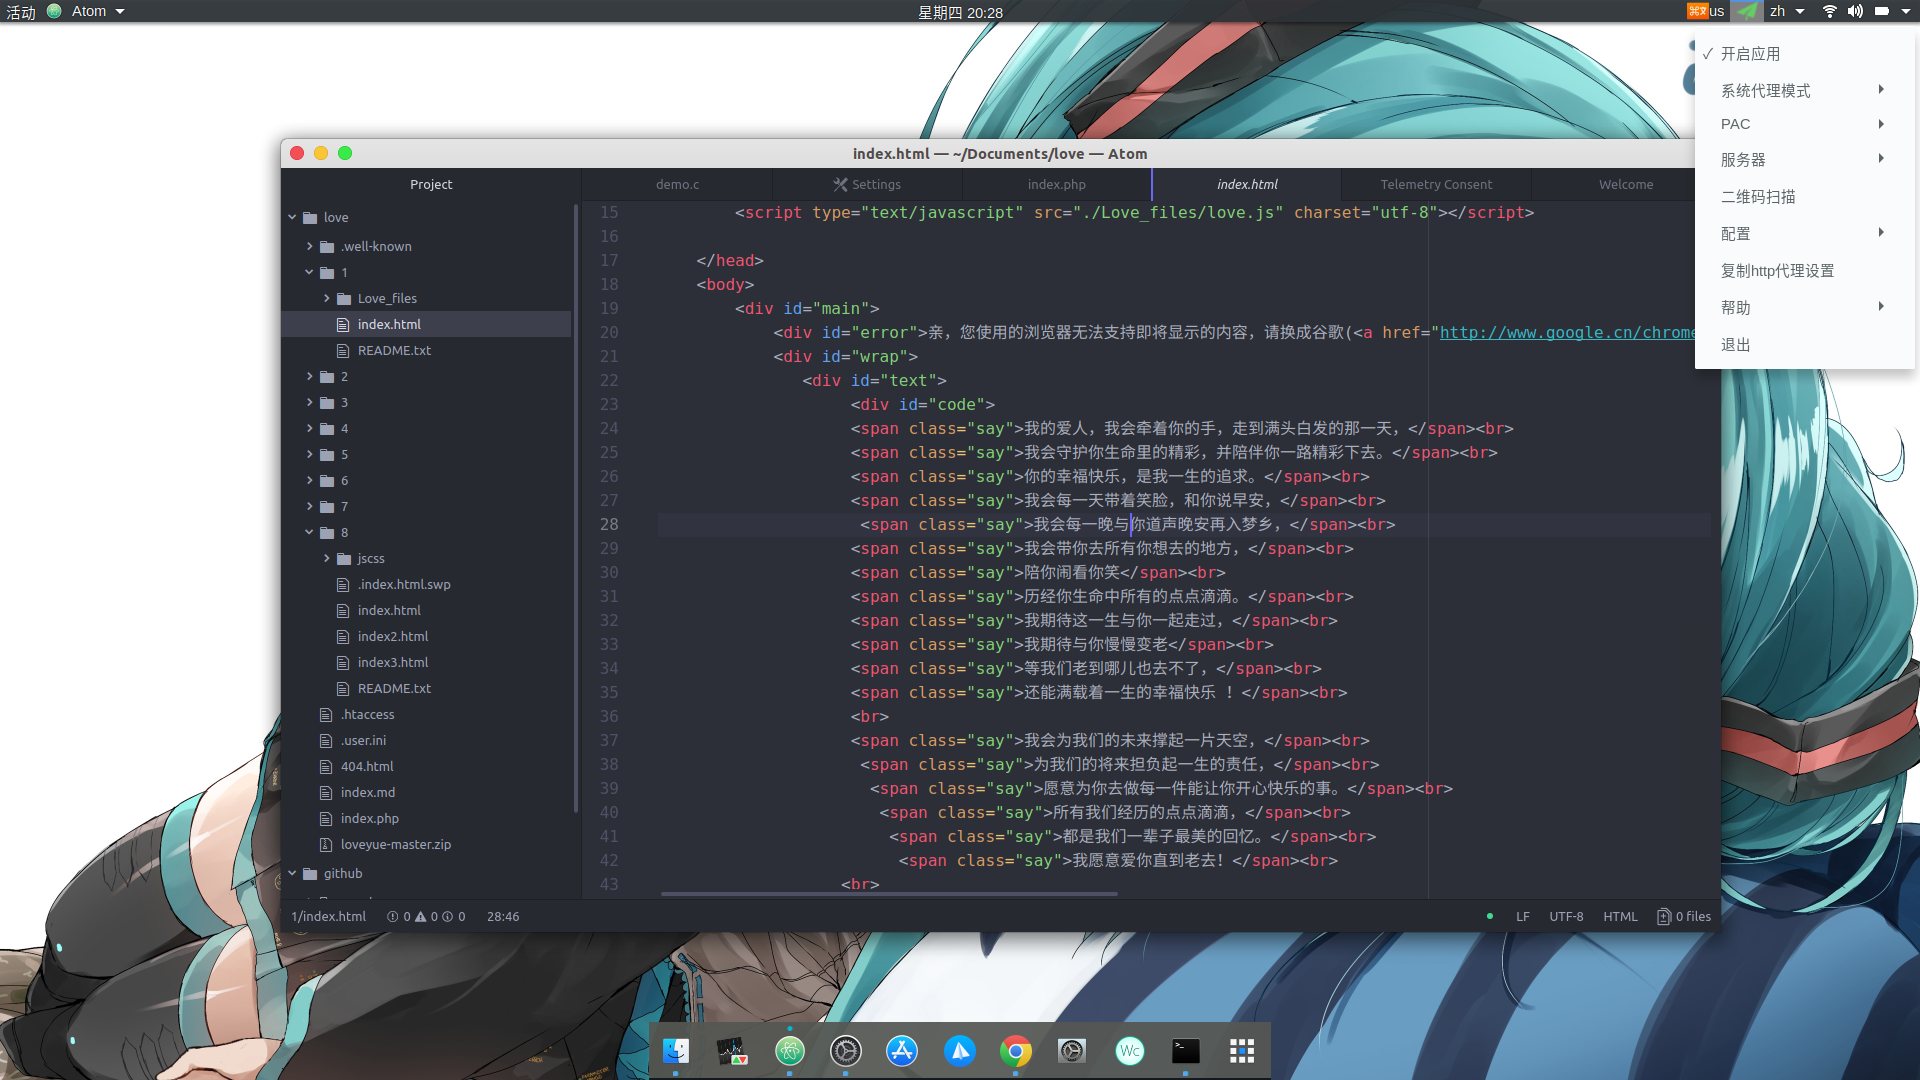 活动 Atom 星期四 20:28 us zh
开启应用
系统代理模式
PAC
服务器
二维码扫描
配置
复制http代理设置
帮助
退出
index.html — ~/Documents/love — Atom
Project
demo.c Settings index.php index.html Telemetry Consent Welcome
love
.well-known
1
Love_files
index.html
README.txt
2
3
4
5
6
7
8
jscss
.index.html.swp
index.html
index2.html
index3.html
README.txt
.htaccess
.user.ini
404.html
index.md
index.php
loveyue-master.zip
github
15 <script type="text/javascript" src="./Love_files/love.js" charset="utf-8"></script>
16
17 </head>
18 <body>
19 <div id="main">
20 <div id="error">亲，您使用的浏览器无法支持即将显示的内容，请换成谷歌(<a href="http://www.google.cn/chrome
21 <div id="wrap">
22 <div id="text">
23 <div id="code">
24 <span class="say">我的爱人，我会牵着你的手，走到满头白发的那一天，</span><br>
25 <span class="say">我会守护你生命里的精彩，并陪伴你一路精彩下去。</span><br>
26 <span class="say">你的幸福快乐，是我一生的追求。</span><br>
27 <span class="say">我会每一天带着笑脸，和你说早安，</span><br>
28 <span class="say">我会每一晚与你道声晚安再入梦乡，</span><br>
29 <span class="say">我会带你去所有你想去的地方，</span><br>
30 <span class="say">陪你闹看你笑</span><br>
31 <span class="say">历经你生命中所有的点点滴滴。</span><br>
32 <span class="say">我期待这一生与你一起走过，</span><br>
33 <span class="say">我期待与你慢慢变老</span><br>
34 <span class="say">等我们老到哪儿也去不了，</span><br>
35 <span class="say">还能满载着一生的幸福快乐 ！</span><br>
36 <br>
37 <span class="say">我会为我们的未来撑起一片天空，</span><br>
38 <span class="say">为我们的将来担负起一生的责任，</span><br>
39 <span class="say">愿意为你去做每一件能让你开心快乐的事。</span><br>
40 <span class="say">所有我们经历的点点滴滴，</span><br>
41 <span class="say">都是我们一辈子最美的回忆。</span><br>
42 <span class="say">我愿意爱你直到老去！</span><br>
43 <br>
1/index.html 0 0 0 28:46 LF UTF-8 HTML 0 files
Wc